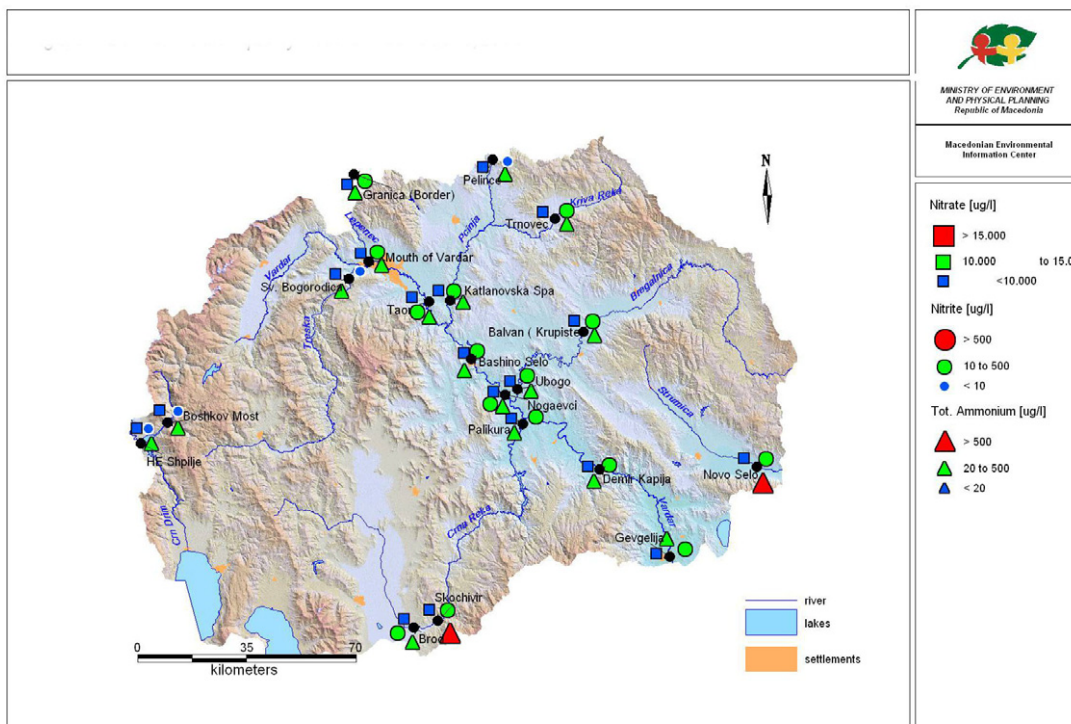 MINISTRY OF ENVIRONMENT
AND PHYSICAL PLANNING
Republic of Macedonia
Macedonian Environmental
Information Center
N
Pelince
Granica (Border)
Kriva Reka
Trnovec
Pcinja
Lepenec
Vardar
Mouth of Vardar
Sv. Bogorodica
Katlanovska Spa
Taor
Bregalnica
Balvan ( Krupiste
Treska
Bashino Selo
Ubogo
Nogaevci
Palikura
Strumica
Boshkov Most
HE Shpilje
Novo Selo
Demir Kapija
Vardar
Crna Reka
Crn Drim
Gevgelija
Skochivir
Brod
0 35 70
kilometers
river
lakes
settlements
Nitrate [ug/l]
> 15.000
10.000 to 15.0
<10.000
Nitrite [ug/l]
> 500
10 to 500
< 10
Tot. Ammonium [ug/l]
> 500
20 to 500
< 20